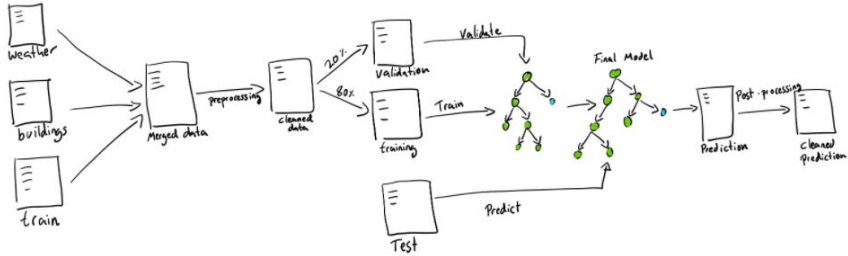 weather
buildings
train
Merged data
preprocessing
cleaned
data
20%
80%
Validation
training
Validate
Train
Test
Predict
Final Model
Prediction
Post-processing
cleaned
prediction